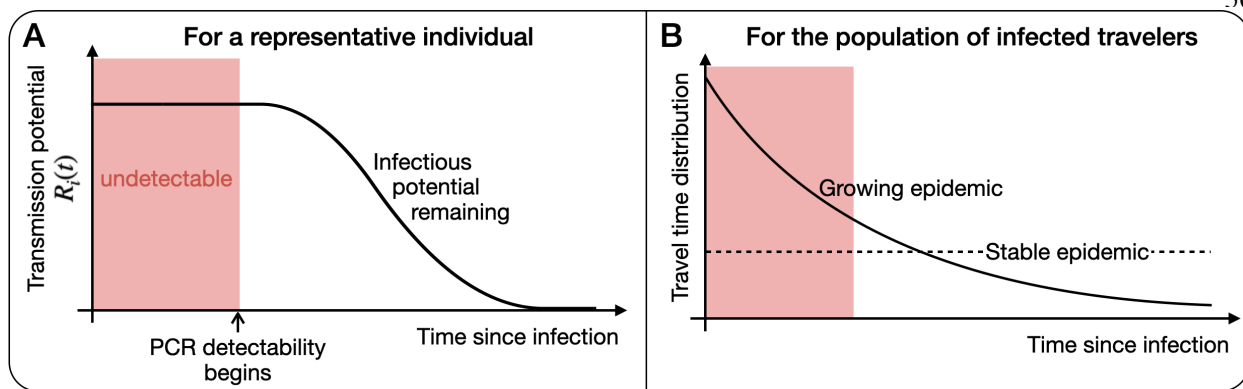 A
For a representative individual
Transmission potential
R_i(t)
undetectable
Infectious
potential
remaining
PCR detectability
begins
Time since infection
B
For the population of infected travelers
Travel time distribution
Growing epidemic
Stable epidemic
Time since infection